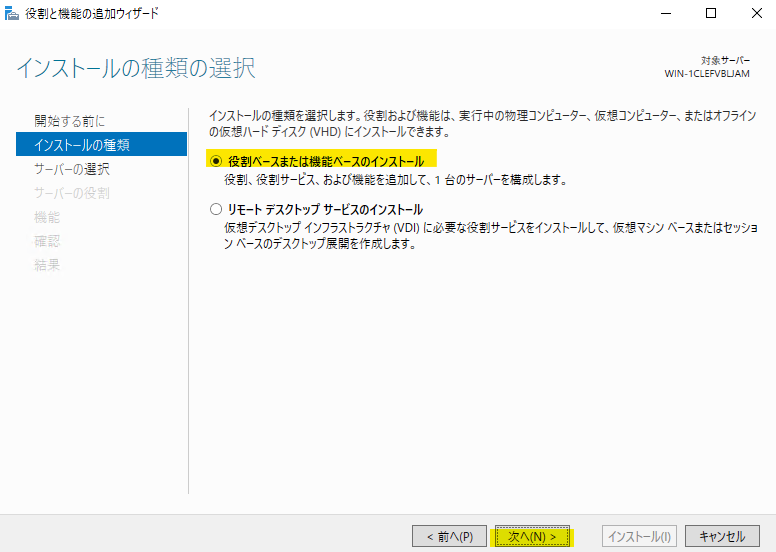 役割と機能の追加ウィザード
インストールの種類の選択
対象サーバー
WIN-1CLEFVBLJAM
開始する前に
インストールの種類
サーバーの選択
サーバーの役割
機能
確認
結果
インストールの種類を選択します。役割および機能は、実行中の物理コンピューター、仮想コンピューター、またはオフライン
の仮想ハード ディスク (VHD) にインストールできます。
役割ベースまたは機能ベースのインストール
役割、役割サービス、および機能を追加して、1 台のサーバーを構成します。
リモート デスクトップ サービスのインストール
仮想デスクトップ インフラストラクチャ (VDI) に必要な役割サービスをインストールして、仮想マシン ベースまたはセッショ
ン ベースのデスクトップ展開を作成します。
< 前へ(P)
次へ(N) >
インストール(I)
キャンセル